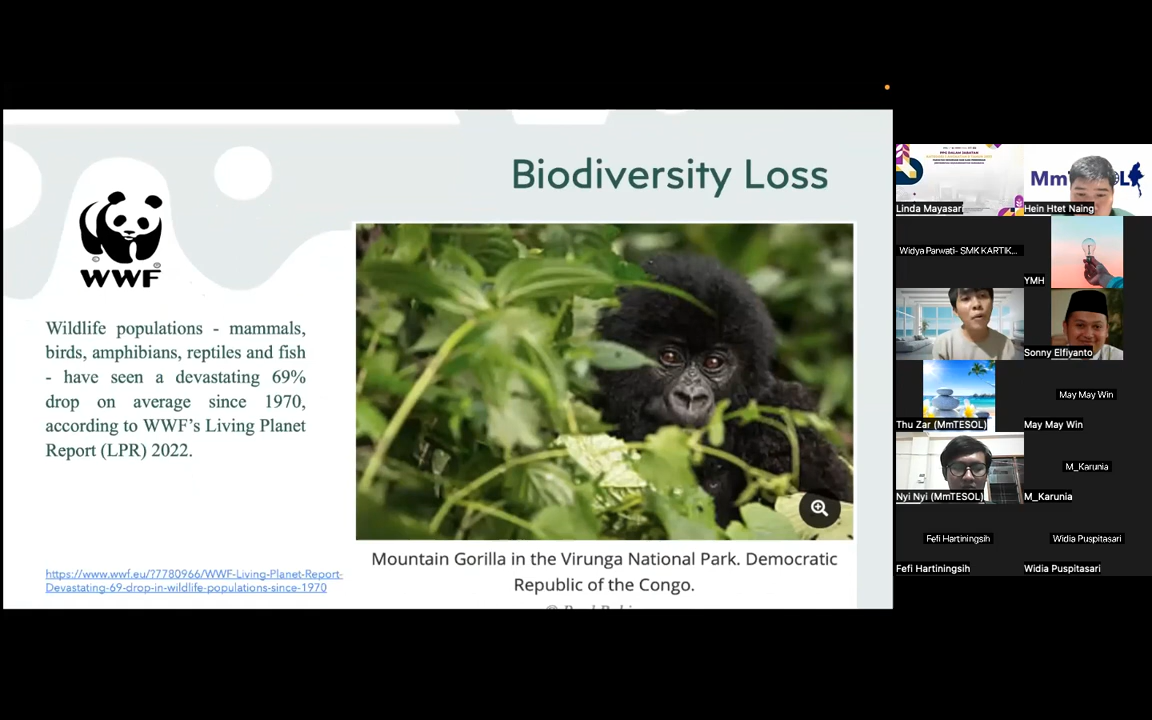 Biodiversity Loss
WWF
Wildlife populations - mammals,
birds, amphibians, reptiles and fish
- have seen a devastating 69%
drop on average since 1970,
according to WWF's Living Planet
Report (LPR) 2022.
https://www.wwf.eu/?7780966/WWF-Living-Planet-Report-
Devastating-69-drop-in-wildlife-populations-since-1970
Mountain Gorilla in the Virunga National Park. Democratic
Republic of the Congo.
Linda Mayasari
Hein Htet Naing
Widya Parwati- SMK KARTIK...
YMH
Sonny Elfiyanto
Thu Zar (MmTESOL)
May May Win
May May Win
Nyi Nyi (MmTESOL)
M_Karunia
M_Karunia
Fefi Hartiningsih
Widia Puspitasari
Fefi Hartiningsih
Widia Puspitasari